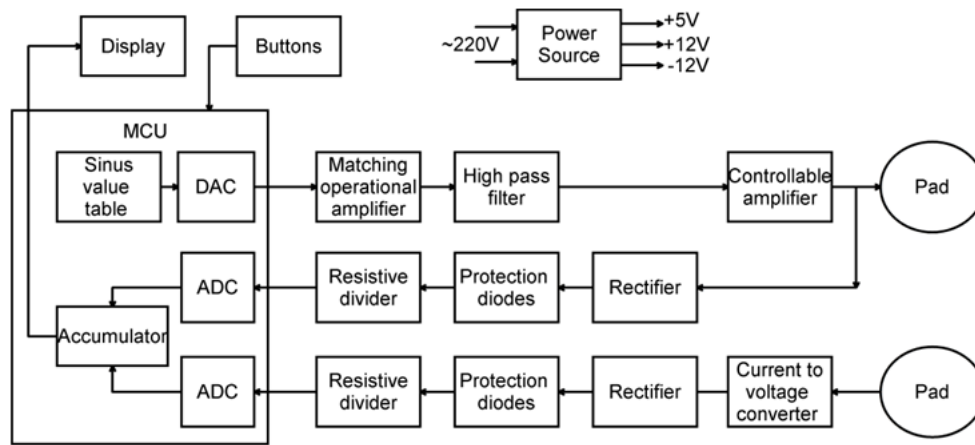 Display
Buttons
~220V
Power
Source
+5V
+12V
-12V
MCU
Sinus
value
table
DAC
Matching
operational
amplifier
High pass
filter
Controllable
amplifier
Pad
ADC
Resistive
divider
Protection
diodes
Rectifier
Accumulator
ADC
Resistive
divider
Protection
diodes
Rectifier
Current to
voltage
converter
Pad